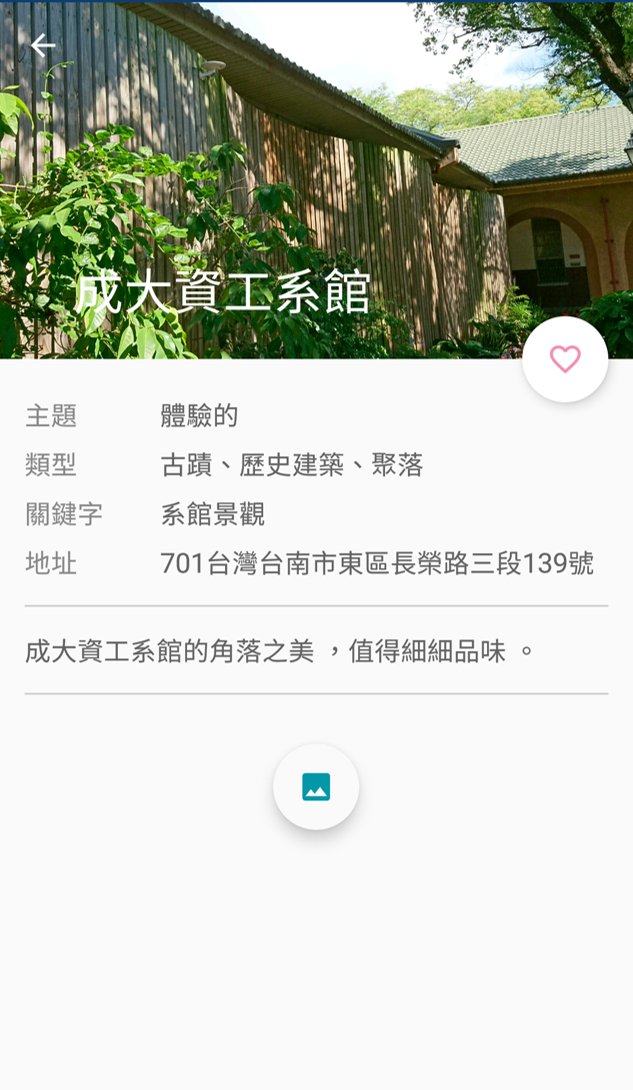 成大資工系館
主題 體驗的
類型 古蹟、歷史建築、聚落
關鍵字 系館景觀
地址 701台灣台南市東區長榮路三段139號
成大資工系館的角落之美 ，值得細細品味 。